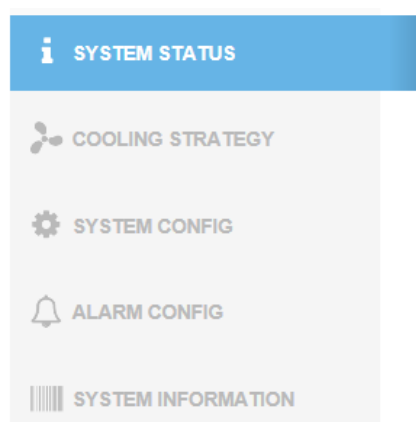 SYSTEM STATUS
COOLING STRATEGY
SYSTEM CONFIG
ALARM CONFIG
SYSTEM INFORMATION